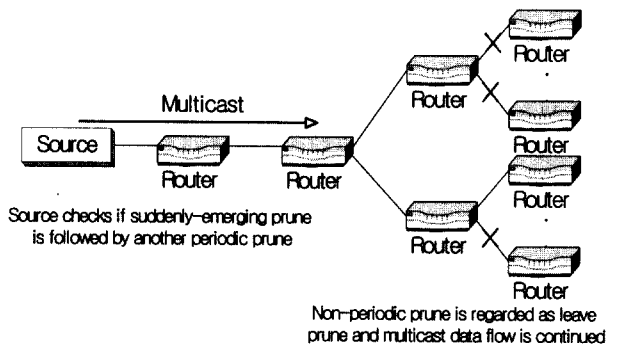 Router
Multicast
Router
Router
Source
Router
Router
Router
Router
Source checks if suddenly-emerging prune
is followed by another periodic prune
Router
Router
Non-periodic prune is regarded as leave
prune and multicast data flow is continued